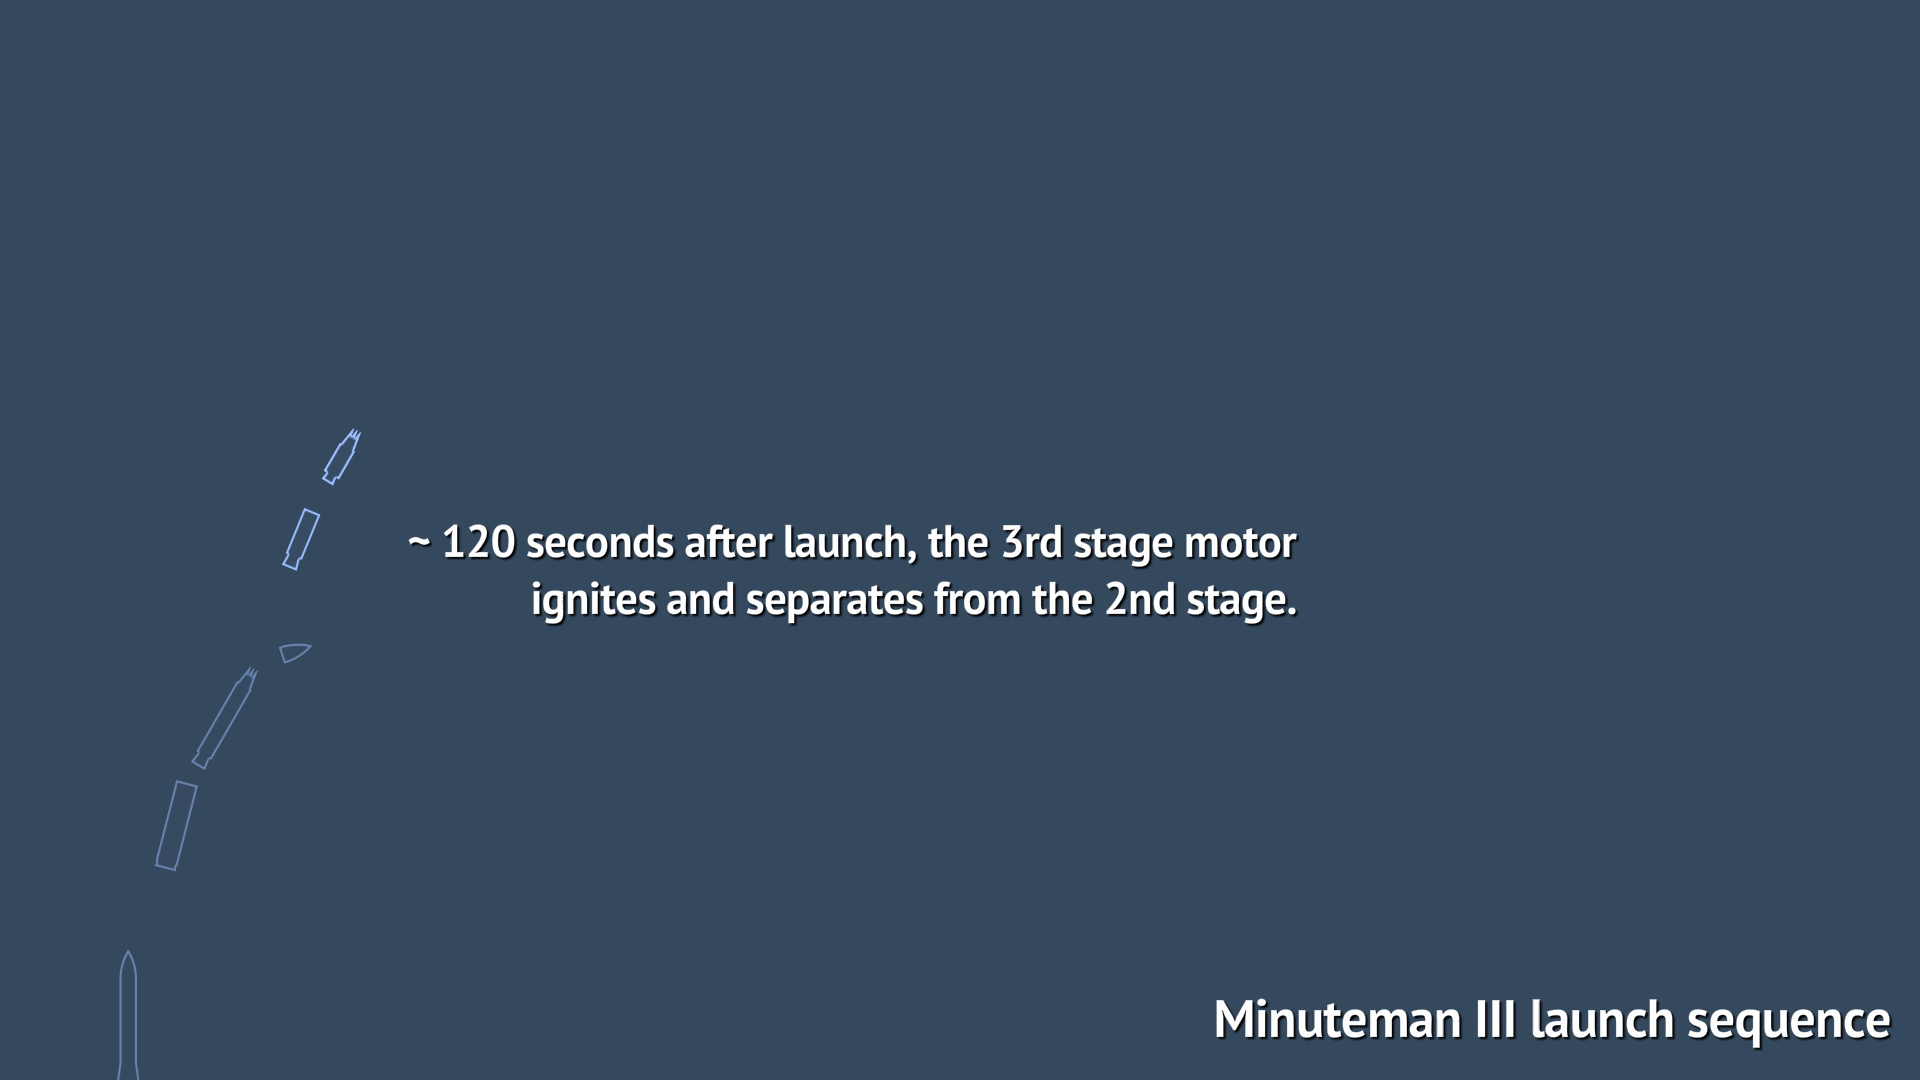 ~ 120 seconds after launch, the 3rd stage motor
ignites and separates from the 2nd stage.
Minuteman III launch sequence